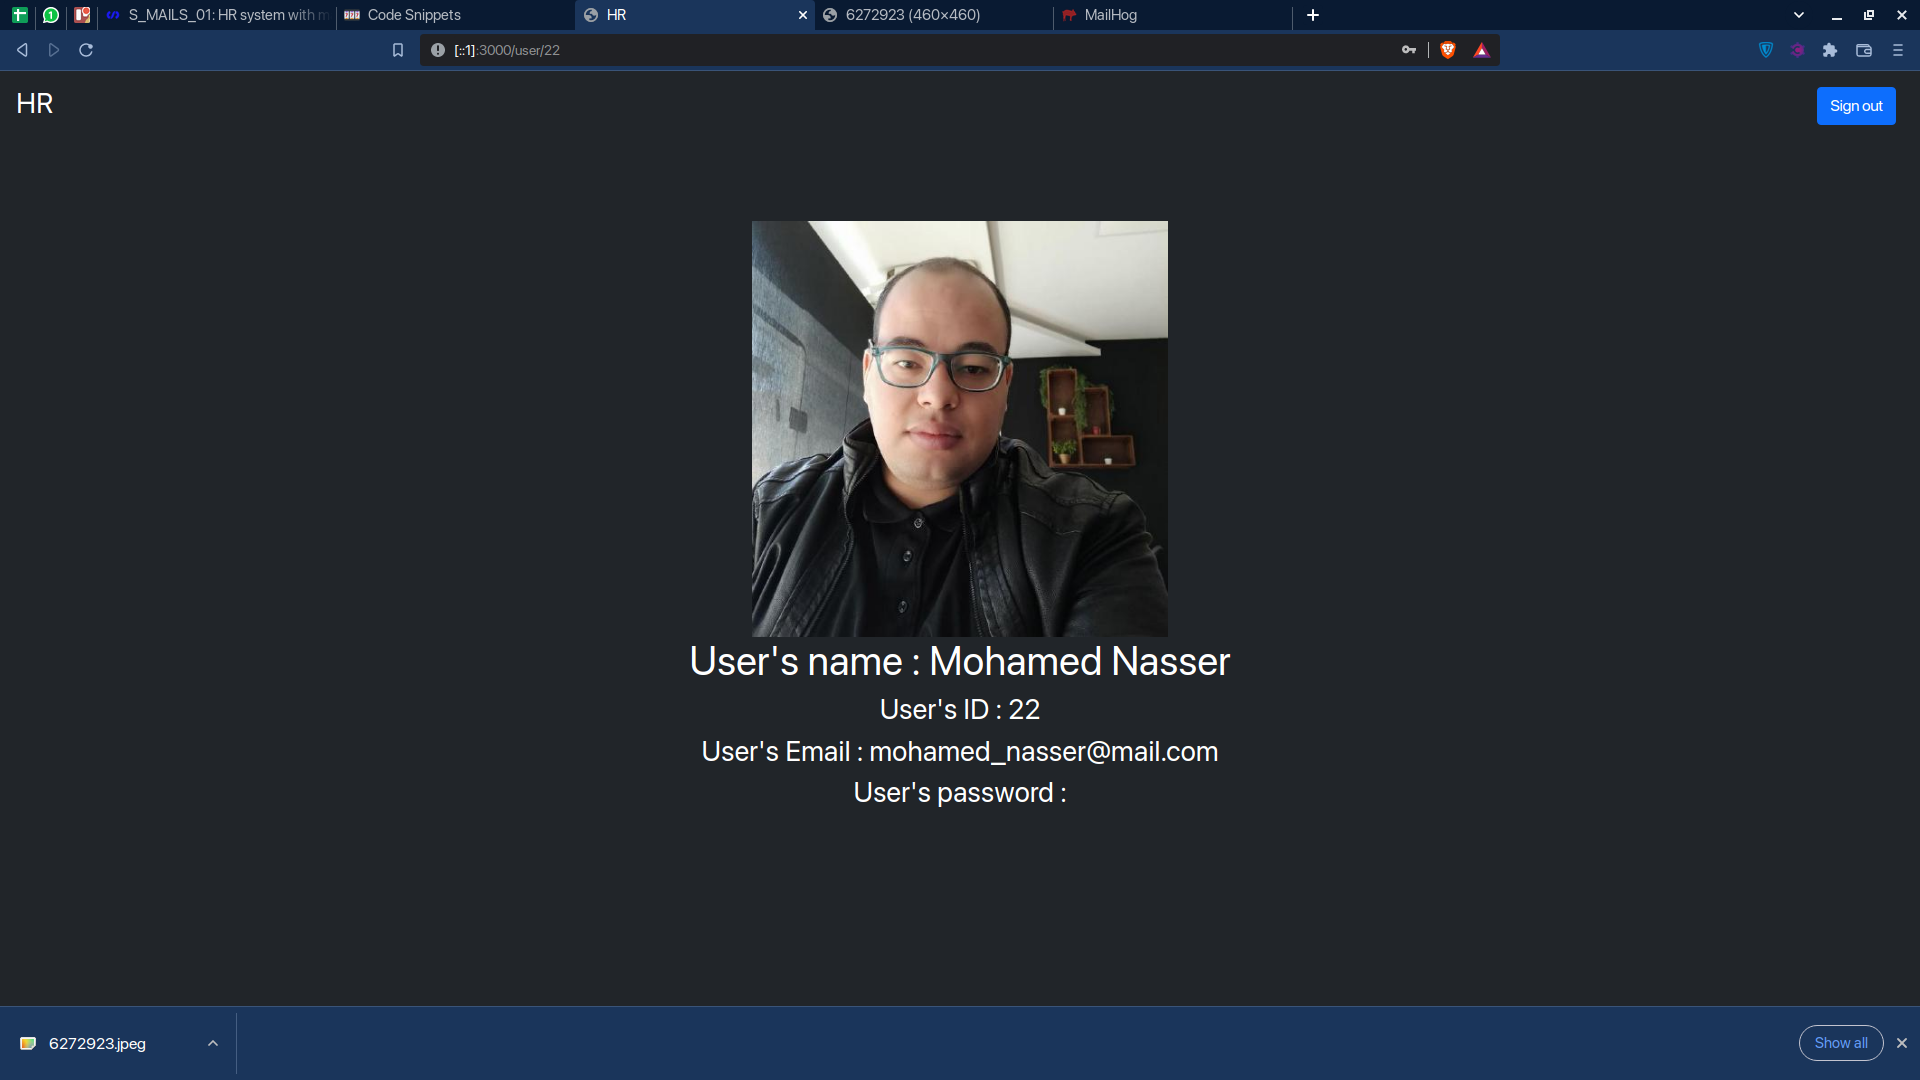 S_MAILS_01: HR system with m
Code Snippets
HR
6272923 (460×460)
MailHog
[::1]:3000/user/22
HR
Sign out
User's name : Mohamed Nasser
User's ID : 22
User's Email : mohamed_nasser@mail.com
User's password :
6272923.jpeg
Show all